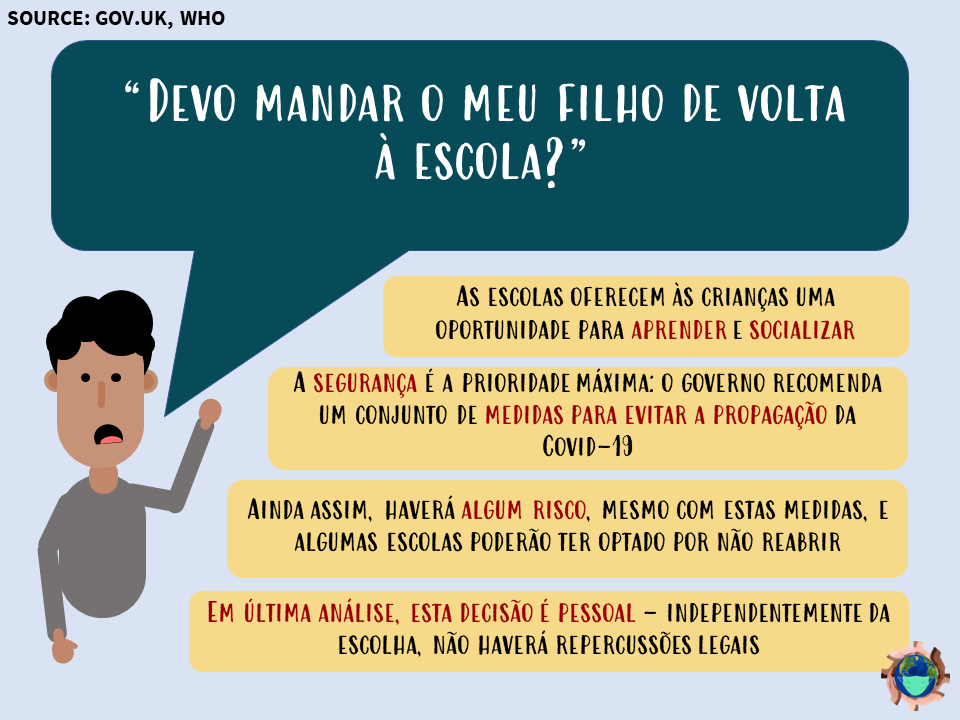 SOURCE: GOV.UK, WHO
“Devo mandar o meu filho de volta
à escola?”
As escolas oferecem às crianças uma
oportunidade para aprender e socializar
A segurança é a prioridade máxima: o governo recomenda
um conjunto de medidas para evitar a propagação da
Covid-19
Ainda assim, haverá algum risco, mesmo com estas medidas, e
algumas escolas poderão ter optado por não reabrir
Em última análise, esta decisão é pessoal – independentemente da
escolha, não haverá repercussões legais